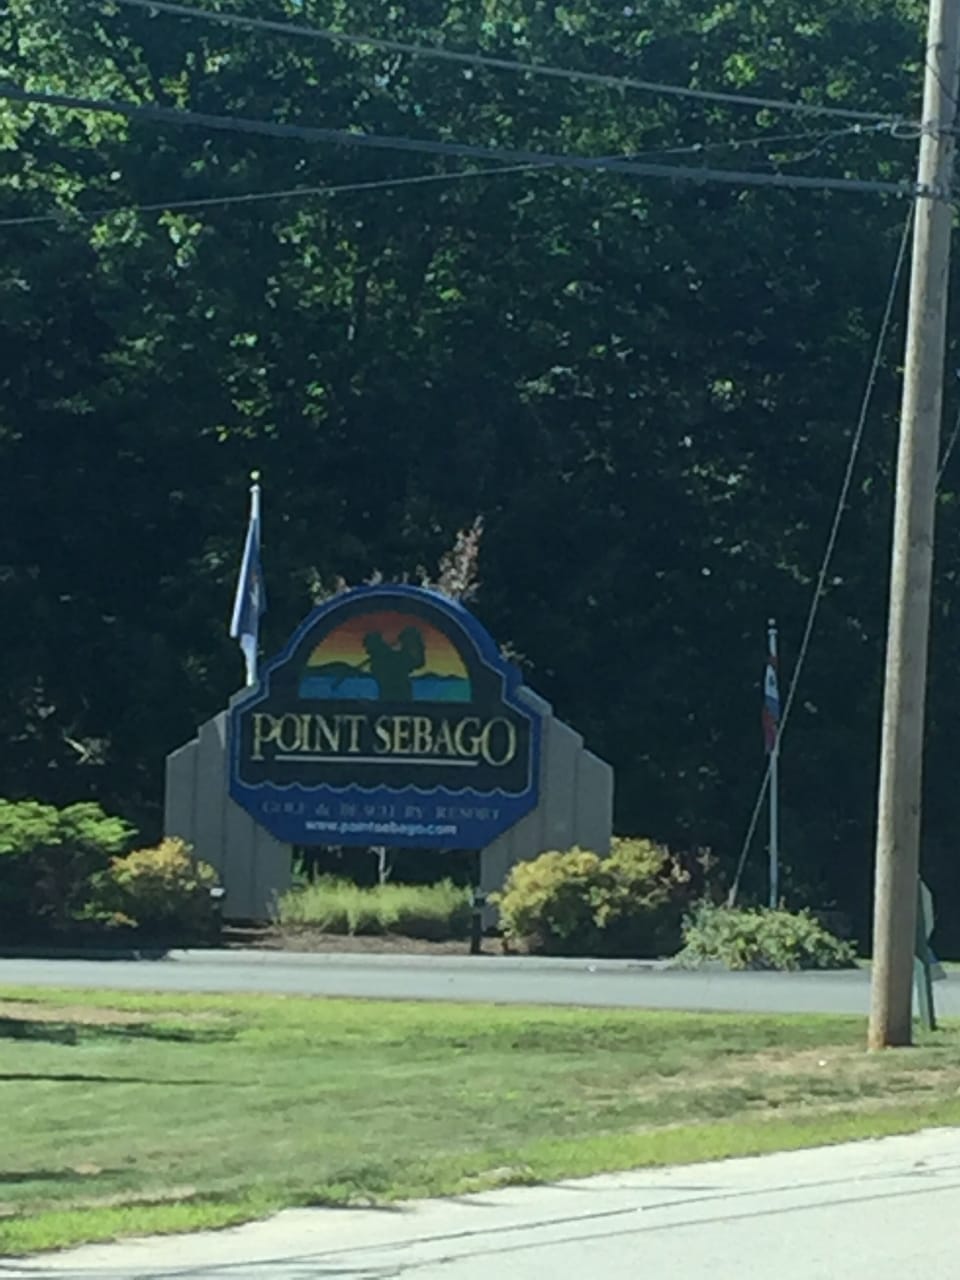 POINT SEBAGO
GOLF & BEACH RV RESORT
www.pointsebago.com